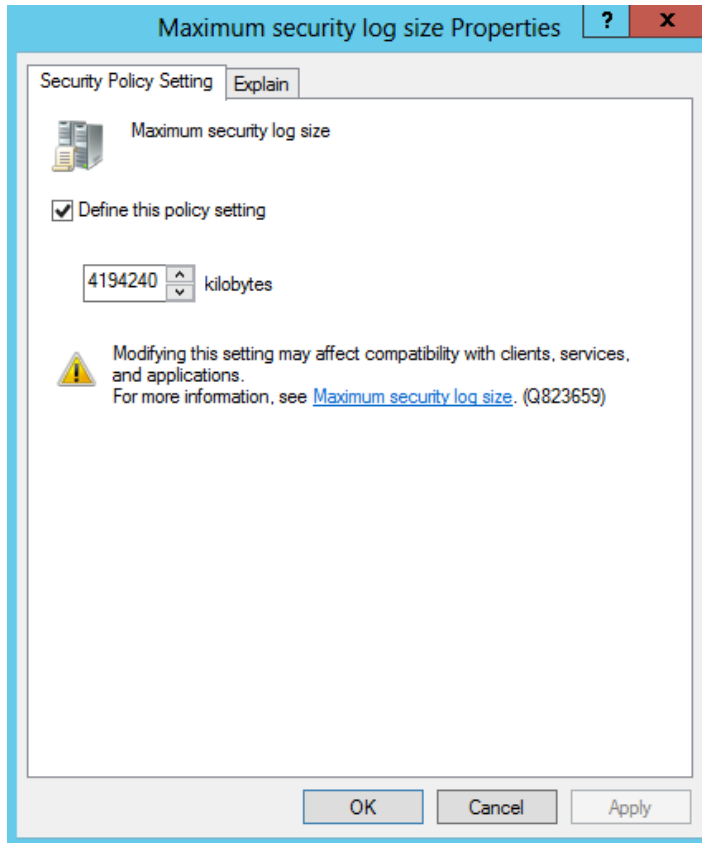 Maximum security log size Properties
?
x
Security Policy Setting
Explain
Maximum security log size
Define this policy setting
4194240
kilobytes
Modifying this setting may affect compatibility with clients, services,
and applications.
For more information, see Maximum security log size. (Q823659)
OK
Cancel
Apply